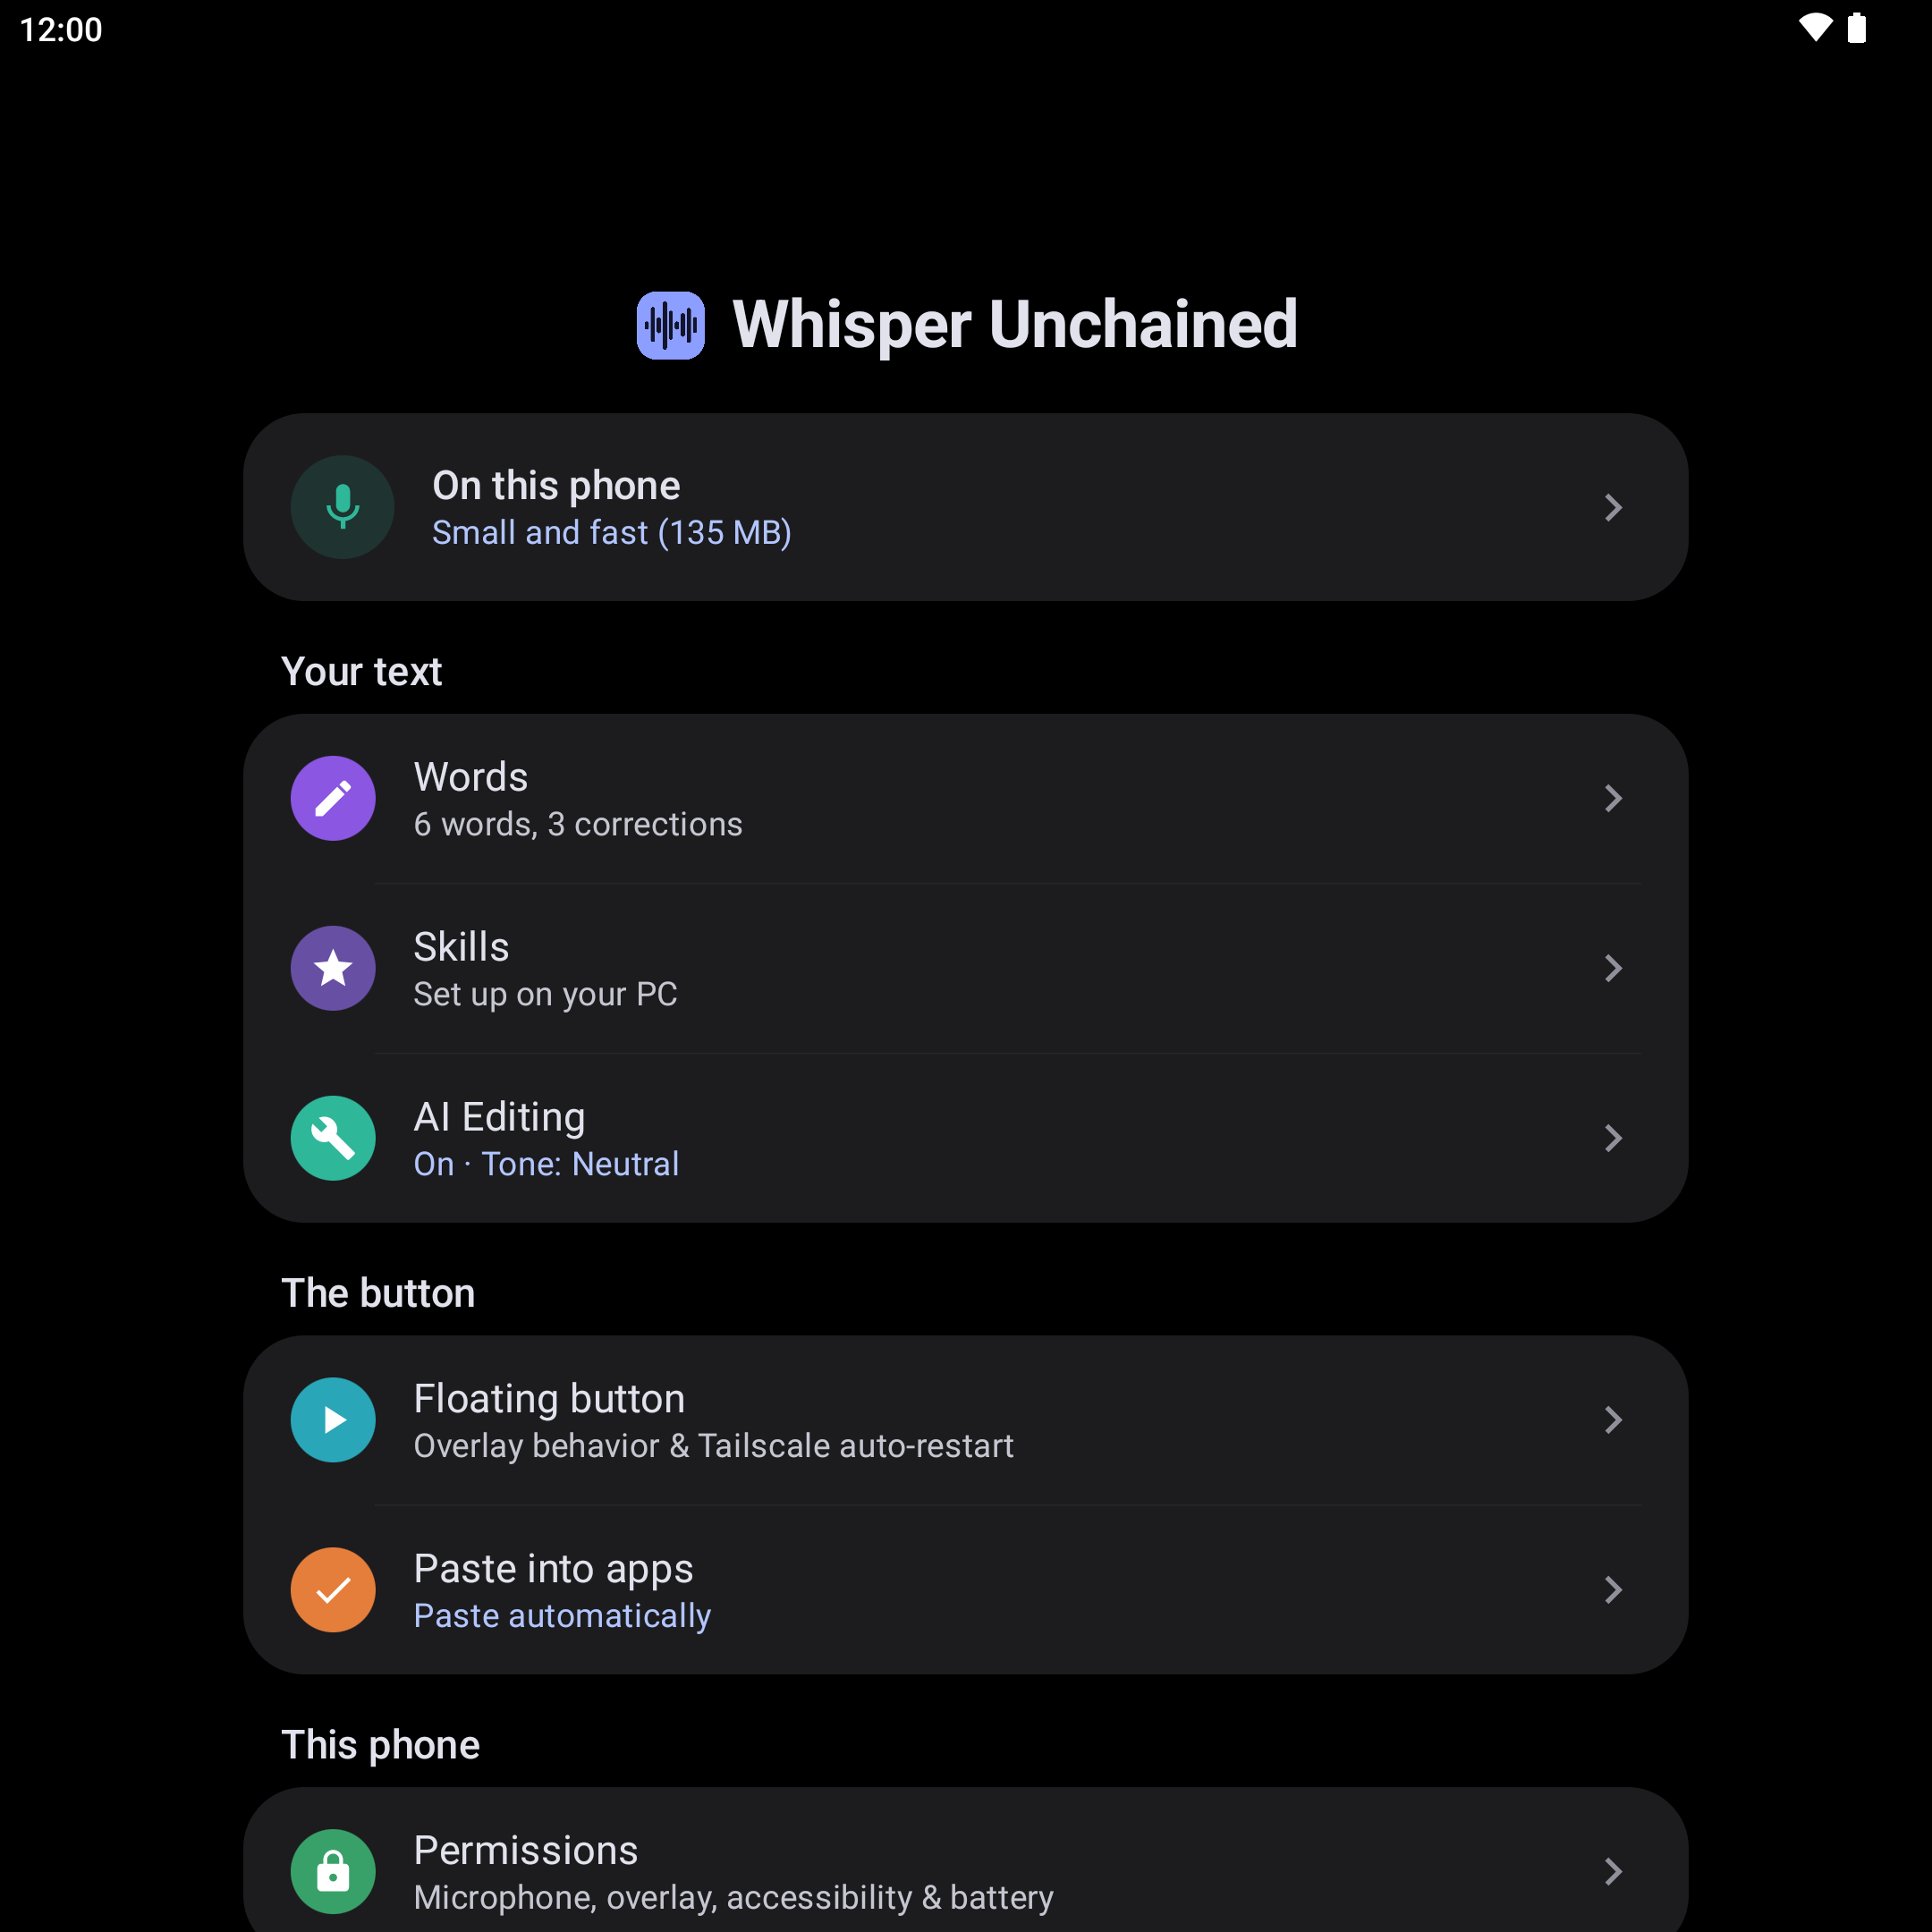 12:00
Whisper Unchained
On this phone
Small and fast (135 MB)
Your text
Words
6 words, 3 corrections
Skills
Set up on your PC
AI Editing
On · Tone: Neutral
The button
Floating button
Overlay behavior & Tailscale auto-restart
Paste into apps
Paste automatically
This phone
Permissions
Microphone, overlay, accessibility & battery